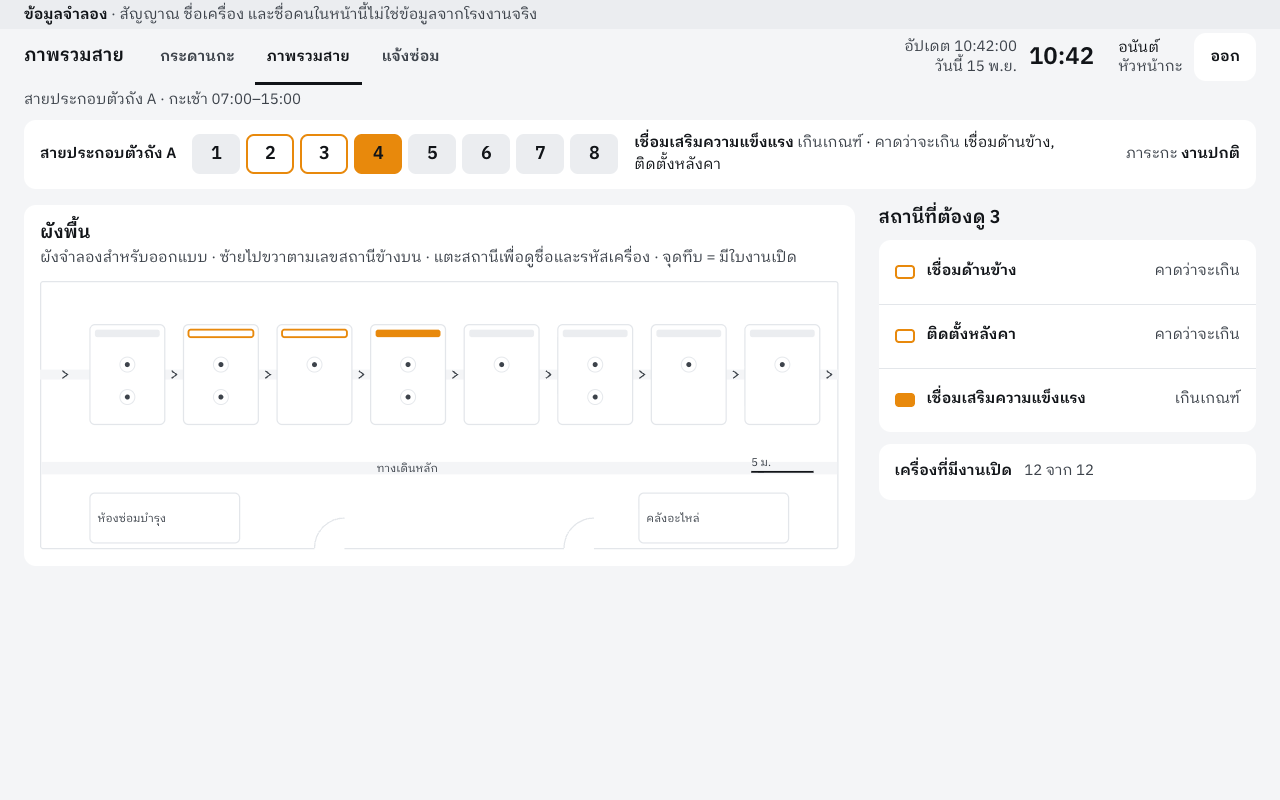 ข้อมูลจำลอง · สัญญาณ ชื่อเครื่อง และชื่อคนในหน้านี้ไม่ใช่ข้อมูลจากโรงงานจริง
ภาพรวมสาย
กระดานกะ
ภาพรวมสาย
แจ้งซ่อม
อัปเดต 10:42:00
วันนี้ 15 พ.ย.
10:42
อนันต์
หัวหน้ากะ
ออก
สายประกอบตัวถัง A · กะเช้า 07:00–15:00
สายประกอบตัวถัง A
1 2 3 4 5 6 7 8
เชื่อมเสริมความแข็งแรง เกินเกณฑ์ · คาดว่าจะเกิน เชื่อมด้านข้าง,
ติดตั้งหลังคา
ภาระกะ งานปกติ
ผังพื้น
ผังจำลองสำหรับออกแบบ · ซ้ายไปขวาตามเลขสถานีข้างบน · แตะสถานีเพื่อดูชื่อและรหัสเครื่อง · จุดทึบ = มีใบงานเปิด
ทางเดินหลัก
5 ม.
ห้องซ่อมบำรุง
คลังอะไหล่
สถานีที่ต้องดู 3
เชื่อมด้านข้าง คาดว่าจะเกิน
ติดตั้งหลังคา คาดว่าจะเกิน
เชื่อมเสริมความแข็งแรง เกินเกณฑ์
เครื่องที่มีงานเปิด 12 จาก 12